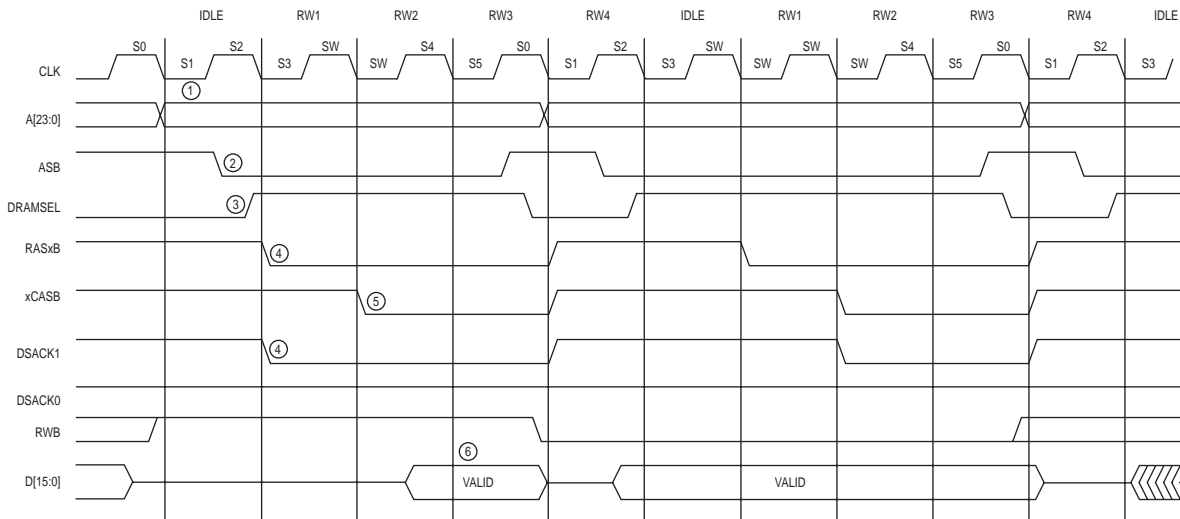 IDLE RW1 RW2 RW3 RW4 IDLE RW1 RW2 RW3 RW4 IDLE
S0 S2 SW S4 S0 S2 SW SW S4 S0 S2
CLK S1 S3 SW S5 S1 S3 SW SW S5 S1 S3
1
A[23:0]
ASB 2
DRAMSEL 3
RASxB 4
xCASB 5
DSACK1 4
DSACK0
RWB
6
D[15:0] VALID VALID